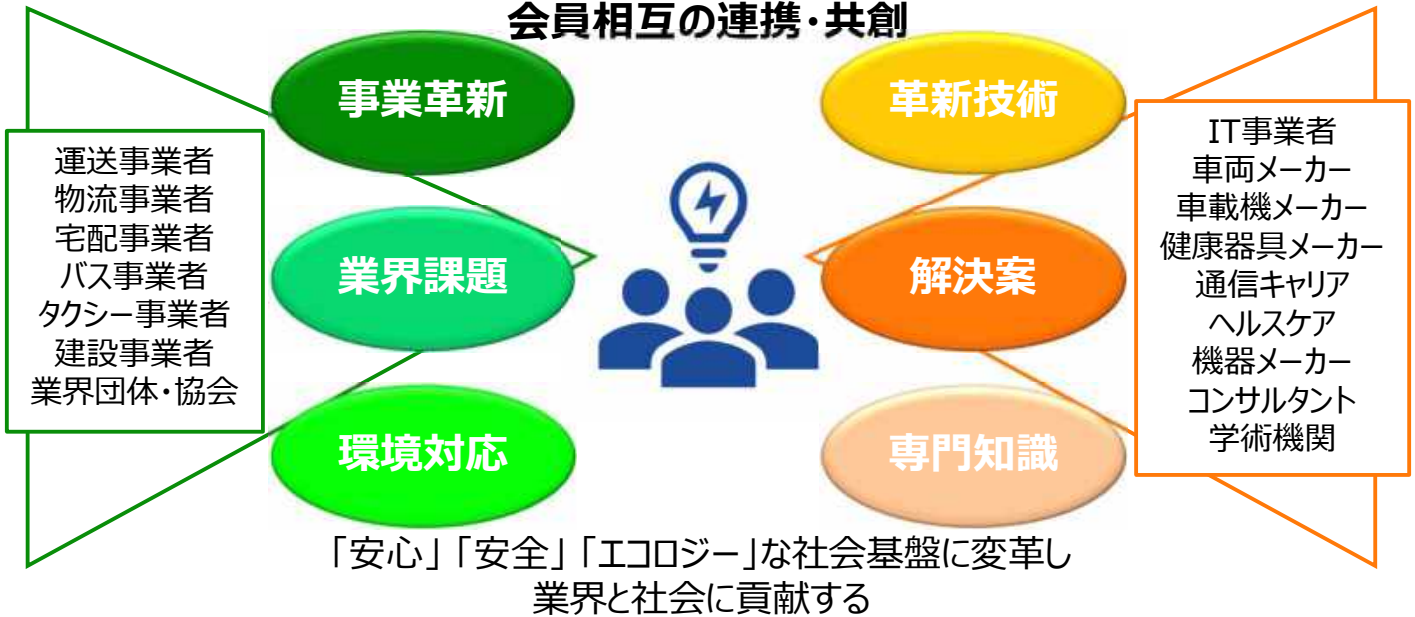 会員相互の連携・共創
事業革新
業界課題
環境対応
革新技術
解決案
専門知識
運送事業者
物流事業者
宅配事業者
バス事業者
タクシー事業者
建設事業者
業界団体・協会
IT事業者
車両メーカー
車載機メーカー
健康器具メーカー
通信キャリア
ヘルスケア
機器メーカー
コンサルタント
学術機関
「安心」「安全」「エコロジー」な社会基盤に変革し
業界と社会に貢献する